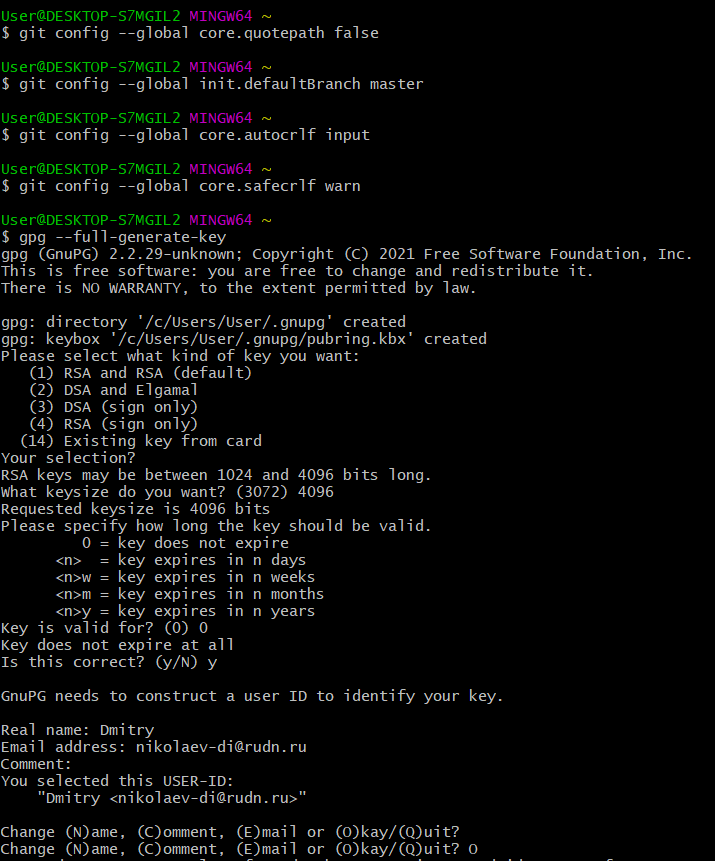 User@DESKTOP-S7MGIL2 MINGW64 ~
$ git config --global core.quotepath false

User@DESKTOP-S7MGIL2 MINGW64 ~
$ git config --global init.defaultBranch master

User@DESKTOP-S7MGIL2 MINGW64 ~
$ git config --global core.autocrlf input

User@DESKTOP-S7MGIL2 MINGW64 ~
$ git config --global core.safecrlf warn

User@DESKTOP-S7MGIL2 MINGW64 ~
$ gpg --full-generate-key
gpg (GnuPG) 2.2.29-unknown; Copyright (C) 2021 Free Software Foundation, Inc.
This is free software: you are free to change and redistribute it.
There is NO WARRANTY, to the extent permitted by law.

gpg: directory '/c/Users/User/.gnupg' created
gpg: keybox '/c/Users/User/.gnupg/pubring.kbx' created
Please select what kind of key you want:
   (1) RSA and RSA (default)
   (2) DSA and Elgamal
   (3) DSA (sign only)
   (4) RSA (sign only)
  (14) Existing key from card
Your selection?
RSA keys may be between 1024 and 4096 bits long.
What keysize do you want? (3072) 4096
Requested keysize is 4096 bits
Please specify how long the key should be valid.
         0 = key does not expire
      <n>  = key expires in n days
      <n>w = key expires in n weeks
      <n>m = key expires in n months
      <n>y = key expires in n years
Key is valid for? (0) 0
Key does not expire at all
Is this correct? (y/N) y

GnuPG needs to construct a user ID to identify your key.

Real name: Dmitry
Email address: nikolaev-di@rudn.ru
Comment:
You selected this USER-ID:
    "Dmitry <nikolaev-di@rudn.ru>"

Change (N)ame, (C)omment, (E)mail or (O)kay/(Q)uit?
Change (N)ame, (C)omment, (E)mail or (O)kay/(Q)uit? O